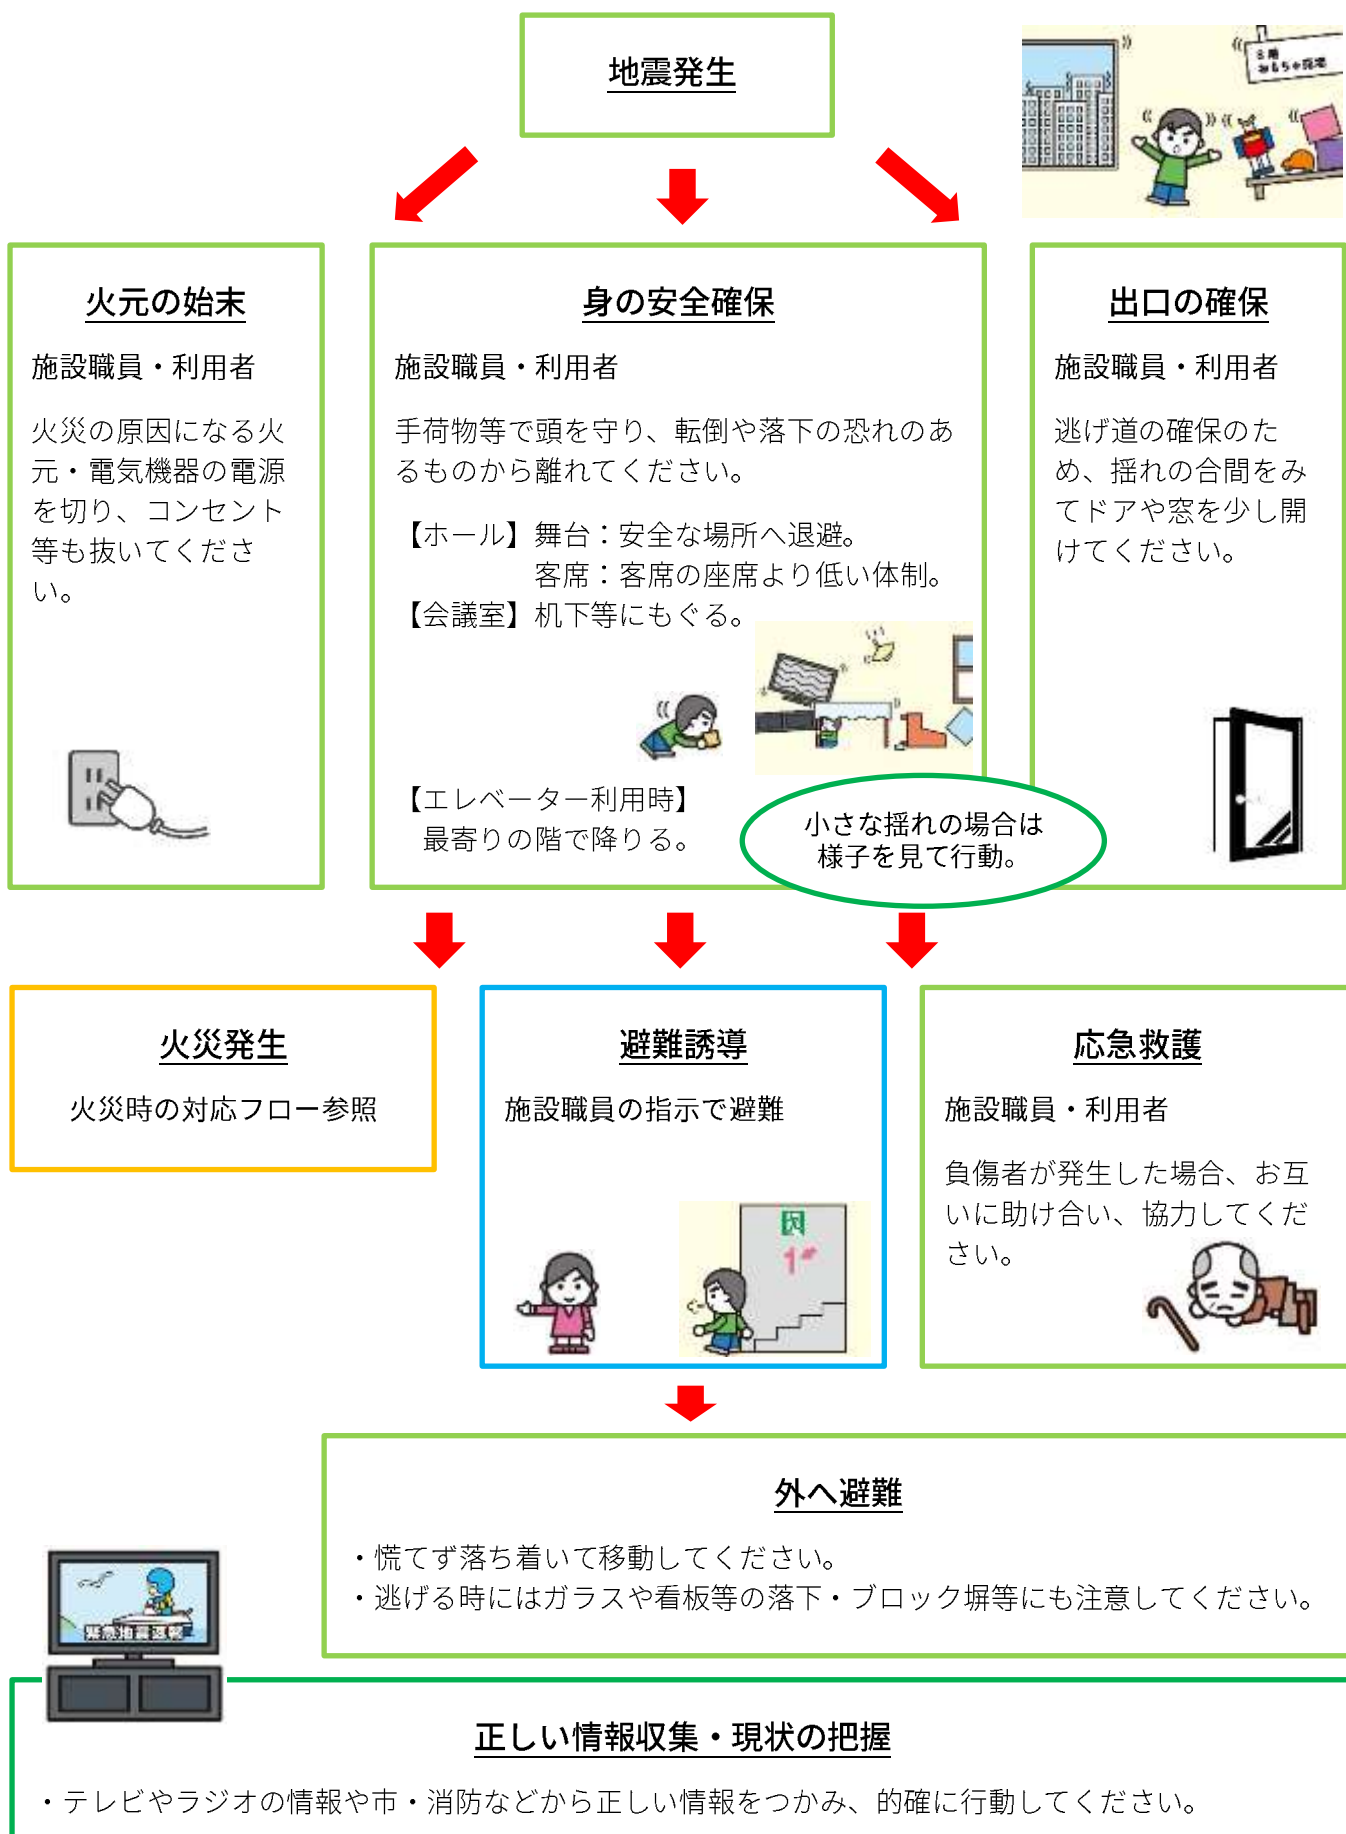 地震発生
8階
おもちゃ売場
火元の始末
施設職員・利用者
火災の原因になる火
元・電気機器の電源
を切り、コンセント
等も抜いてくださ
い。
身の安全確保
施設職員・利用者
手荷物等で頭を守り、転倒や落下の恐れのあ
るものから離れてください。
【ホール】舞台：安全な場所へ退避。
客席：客席の座席より低い体制。
【会議室】机下等にもぐる。
【エレベーター利用時】
最寄りの階で降りる。
小さな揺れの場合は
様子を見て行動。
出口の確保
施設職員・利用者
逃げ道の確保のた
め、揺れの合間をみ
てドアや窓を少し開
けてください。
火災発生
火災時の対応フロー参照
避難誘導
施設職員の指示で避難
1
応急救護
施設職員・利用者
負傷者が発生した場合、お互
いに助け合い、協力してくだ
さい。
外へ避難
・慌てず落ち着いて移動してください。
・逃げる時にはガラスや看板等の落下・ブロック塀等にも注意してください。
緊急地震速報
正しい情報収集・現状の把握
・テレビやラジオの情報や市・消防などから正しい情報をつかみ、的確に行動してください。